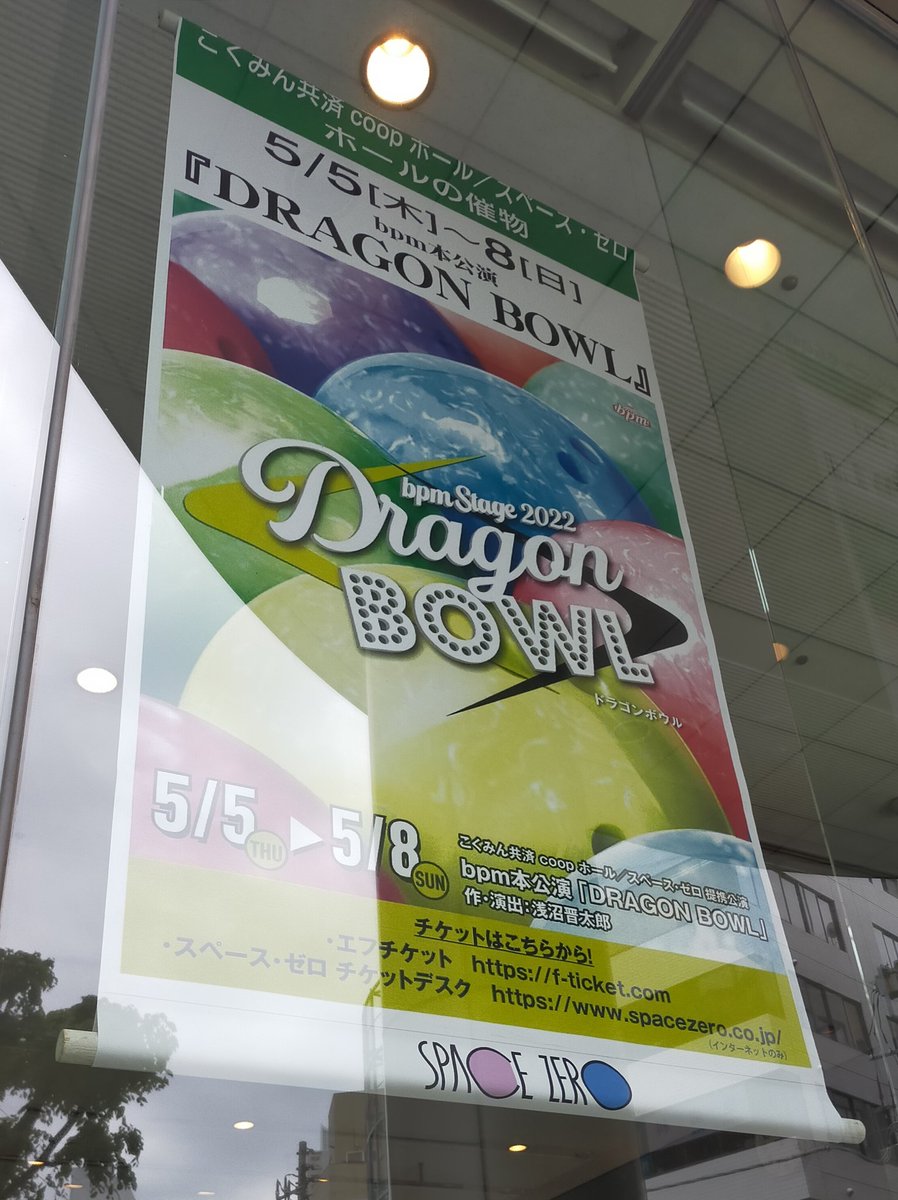 こくみん共済 coop ホール／スペース・ゼロ
ホールの催物
5/5[木]～8[日]
bpm本公演
『DRAGON BOWL』
bpm
bpm Stage 2022
Dragon
BOWL
ドラゴンボウル
5/5 THU ▶ 5/8 SUN
こくみん共済 coop ホール／スペース・ゼロ 提携公演
bpm本公演「DRAGON BOWL」
作・演出：浅沼晋太郎
チケットはこちらから!
・エフチケット https://f-ticket.com
・スペース・ゼロ チケットデスク https://www.spacezero.co.jp/
(インターネットのみ)
SPACE ZERO